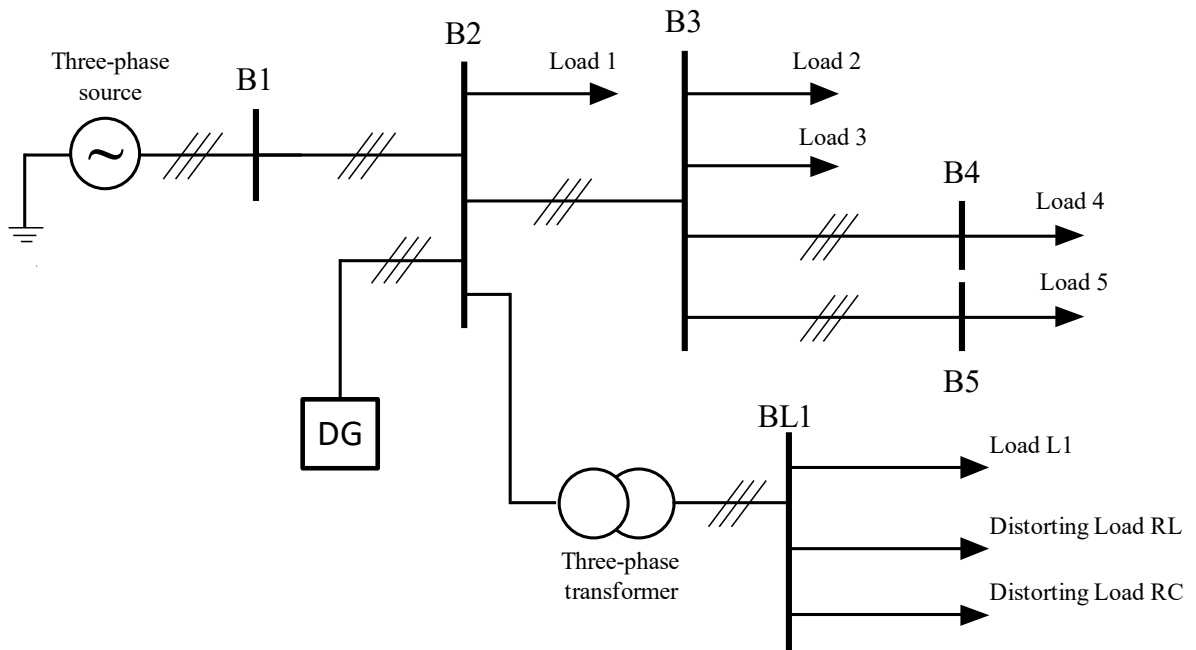 Three-phase
source
B1
B2
B3
Load 1
Load 2
Load 3
B4
Load 4
Load 5
B5
DG
BL1
Load L1
Three-phase
transformer
Distorting Load RL
Distorting Load RC